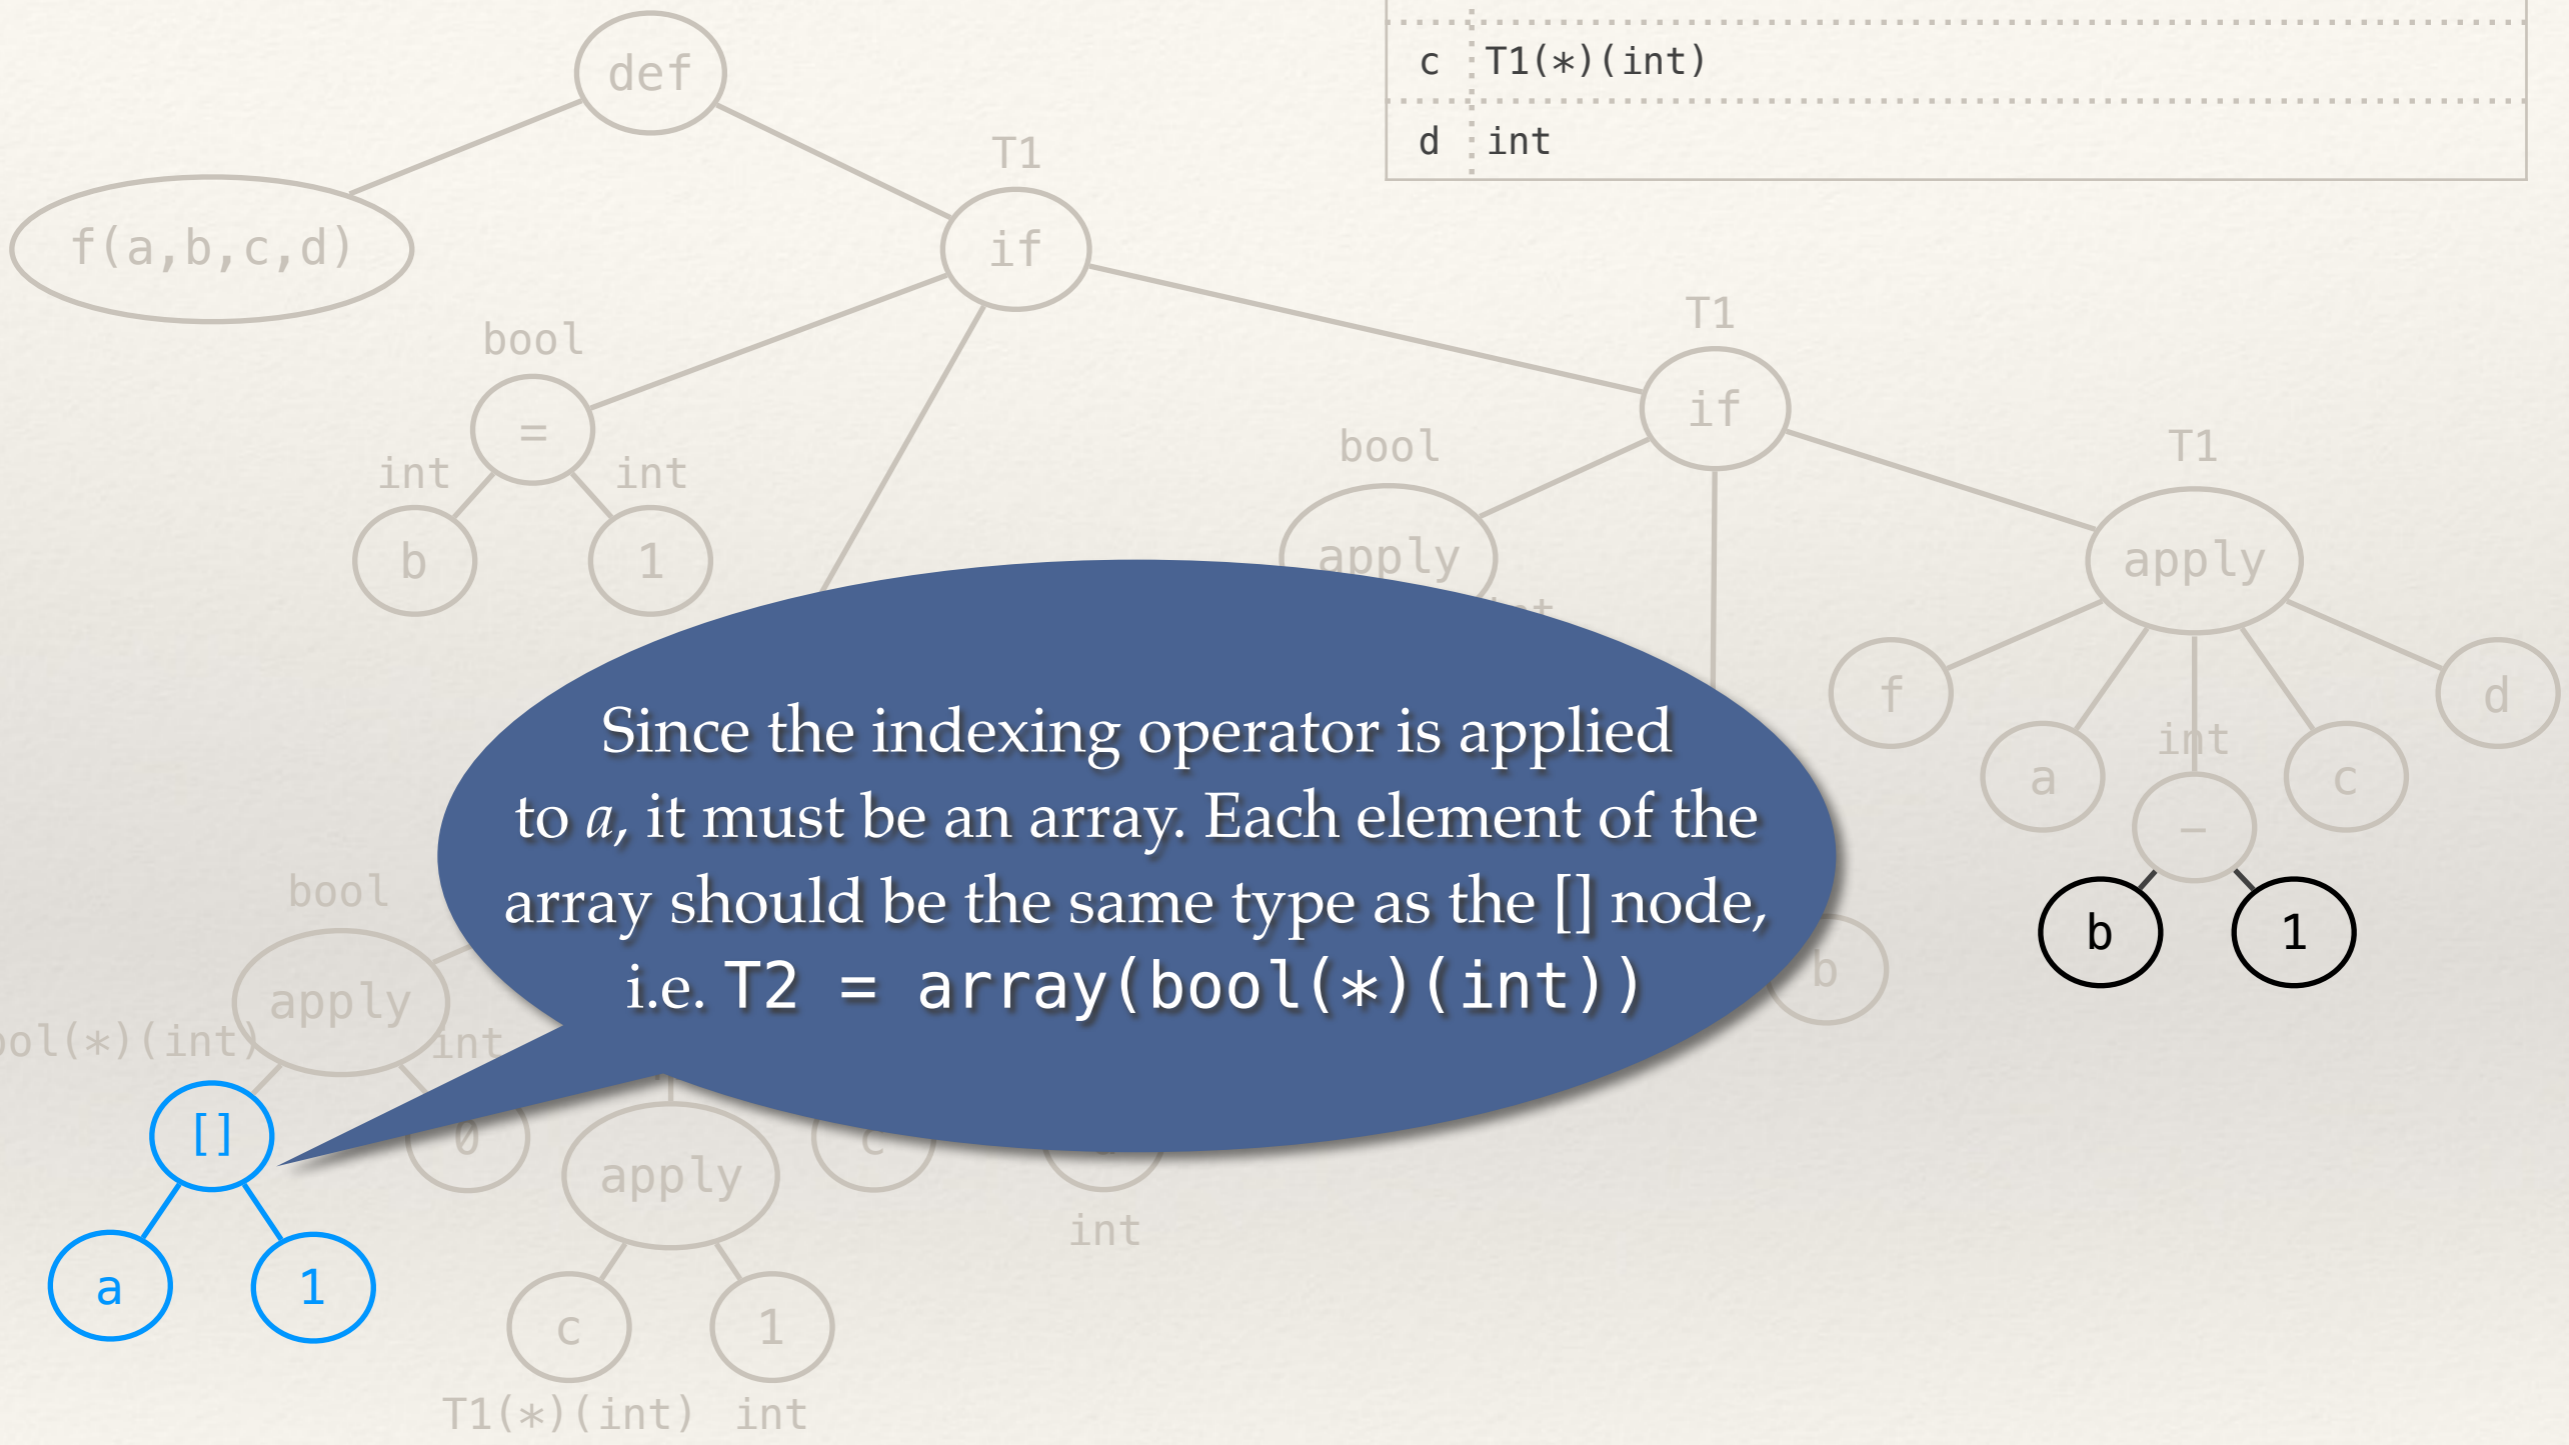 def
c T1(*)(int)
d int
T1
f(a,b,c,d)
if
T1
bool
if
=
bool
T1
int
int
apply
apply
b
1
f
d
Since the indexing operator is applied
to a, it must be an array. Each element of the
array should be the same type as the [] node,
i.e. T2 = array(bool(*)(int))
int
a
c
−
bool
b
b
1
apply
int
[]
0
c
apply
int
a
1
c
1
T1(*)(int) int